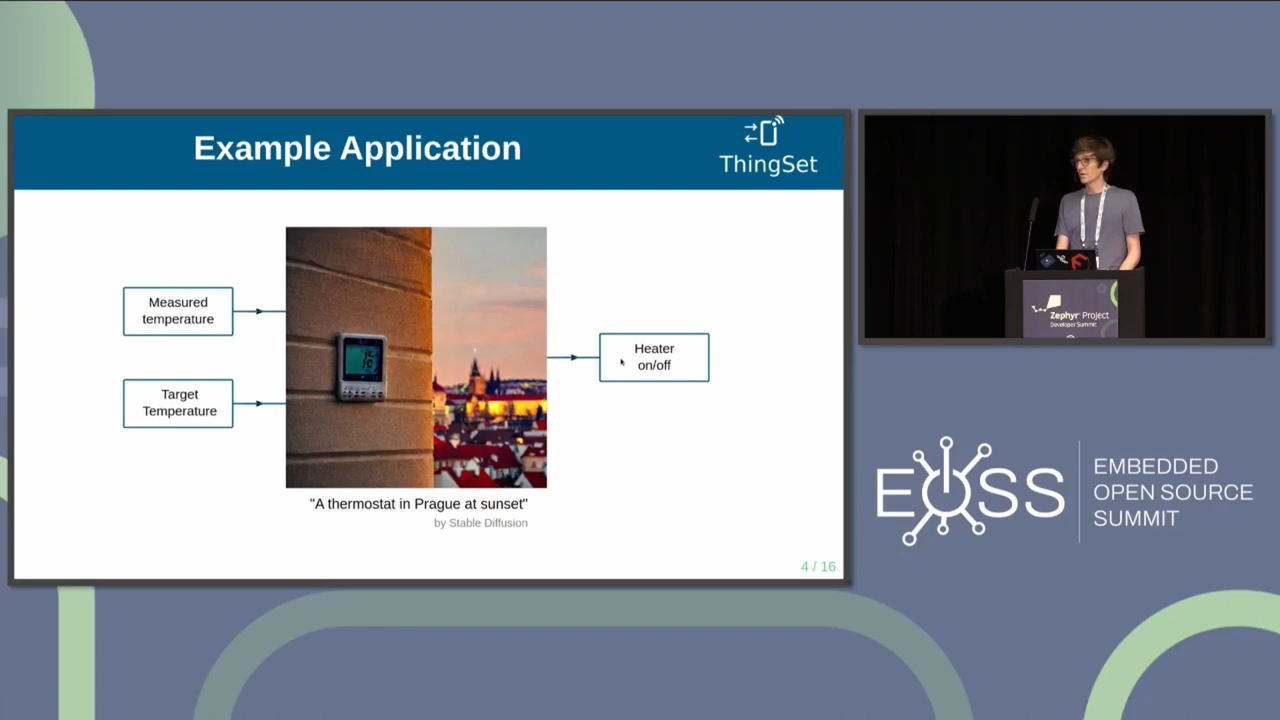 Example Application
ThingSet
Measured
temperature
Target
Temperature
Heater
on/off
"A thermostat in Prague at sunset"
by Stable Diffusion
4 / 16
Zephyr Project
Developer Summit
EOSS
EMBEDDED
OPEN SOURCE
SUMMIT